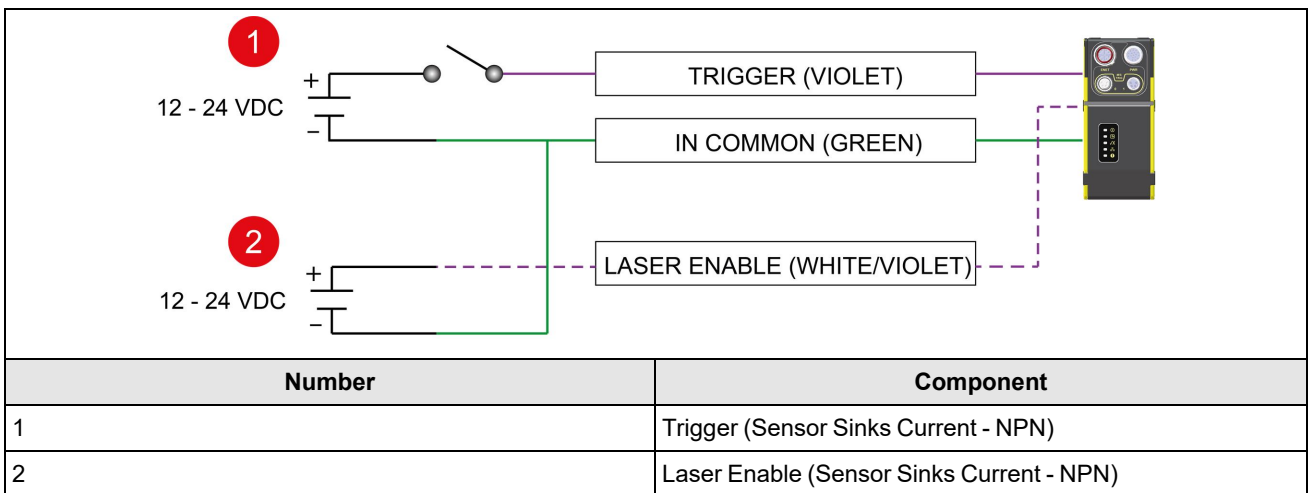 1
+
12 - 24 VDC
−
TRIGGER (VIOLET)
IN COMMON (GREEN)
2
+
12 - 24 VDC
−
LASER ENABLE (WHITE/VIOLET)
Number Component
1 Trigger (Sensor Sinks Current - NPN)
2 Laser Enable (Sensor Sinks Current - NPN)